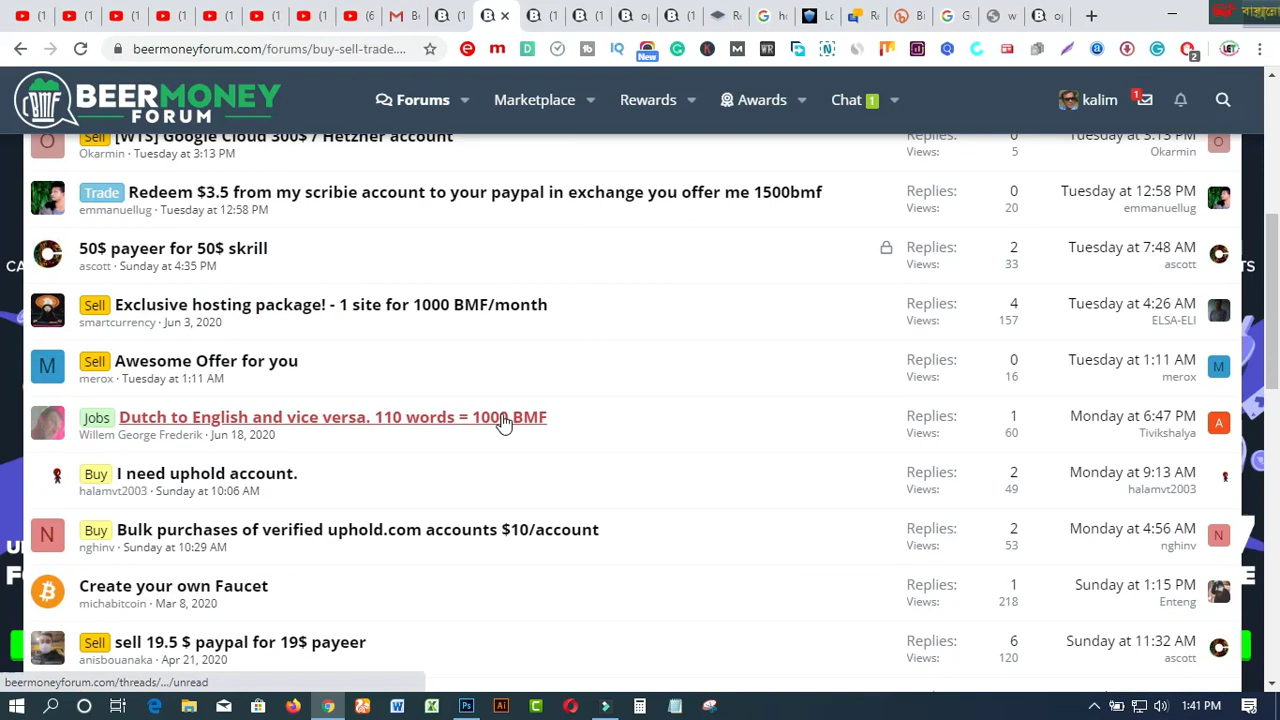 beermoneyforum.com/forums/buy-sell-trade....
New
2
BEERMONEY
FORUM
Forums
Marketplace
Rewards
Awards
Chat 1
kalim
1
O
Sell [WTS] Google Cloud 300$ / Hetzner account
Okarmin · Tuesday at 3:13 PM
Replies: 0
Views: 5
Tuesday at 3:13 PM
Okarmin
O
Trade Redeem $3.5 from my scribie account to your paypal in exchange you offer me 1500bmf
emmanuellug · Tuesday at 12:58 PM
Replies: 0
Views: 20
Tuesday at 12:58 PM
emmanuellug
50$ payeer for 50$ skrill
ascott · Sunday at 4:35 PM
Replies: 2
Views: 33
Tuesday at 7:48 AM
ascott
Sell Exclusive hosting package! - 1 site for 1000 BMF/month
smartcurrency · Jun 3, 2020
Replies: 4
Views: 157
Tuesday at 4:26 AM
ELSA-ELI
M
Sell Awesome Offer for you
merox · Tuesday at 1:11 AM
Replies: 0
Views: 16
Tuesday at 1:11 AM
merox
M
Jobs Dutch to English and vice versa. 110 words = 1000 BMF
Willem George Frederik · Jun 18, 2020
Replies: 1
Views: 60
Monday at 6:47 PM
Tivikshalya
A
Buy I need uphold account.
halamvt2003 · Sunday at 10:06 AM
Replies: 2
Views: 49
Monday at 9:13 AM
halamvt2003
N
Buy Bulk purchases of verified uphold.com accounts $10/account
nghinv · Sunday at 10:29 AM
Replies: 2
Views: 53
Monday at 4:56 AM
nghinv
N
Create your own Faucet
michabitcoin · Mar 8, 2020
Replies: 1
Views: 218
Sunday at 1:15 PM
Enteng
Sell sell 19.5 $ paypal for 19$ payeer
anisbouanaka · Apr 21, 2020
Replies: 6
Views: 120
Sunday at 11:32 AM
ascott
beermoneyforum.com/threads/.../unread
1:41 PM